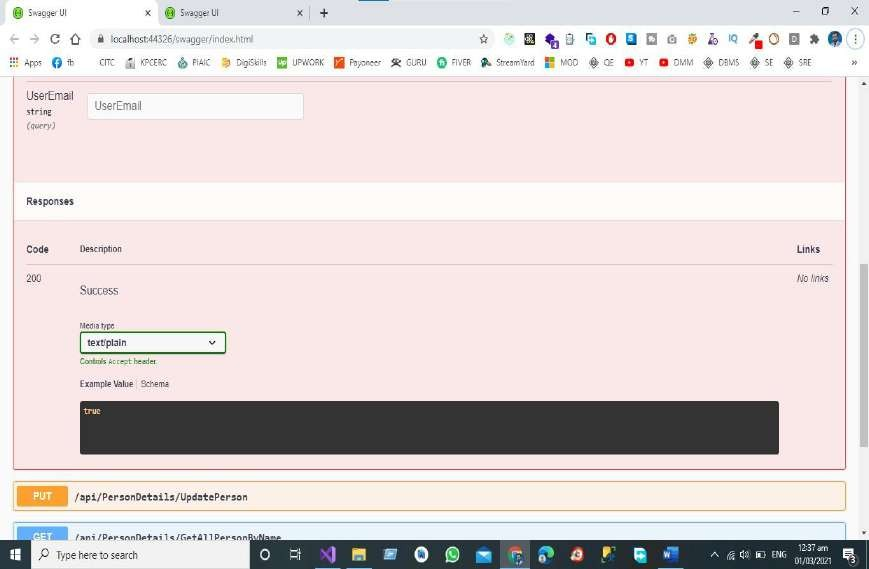 Swagger UI
Swagger UI
localhost:44326/swagger/index.html
Apps fb CITC KPCERC PIAIC DigiSkills UPWORK Payoneer GURU FIVER StreamYard MOD QE YT DMM DBMS SE SRE
UserEmail
string
(query)
UserEmail
Responses
Code Description Links
200 Success No links
Media type
text/plain
Controls Accept header.
Example Value Schema
true
PUT /api/PersonDetails/UpdatePerson
GET /api/PersonDetails/GetAllPersonByName
Type here to search
ENG
12:37 am
01/03/2021
3